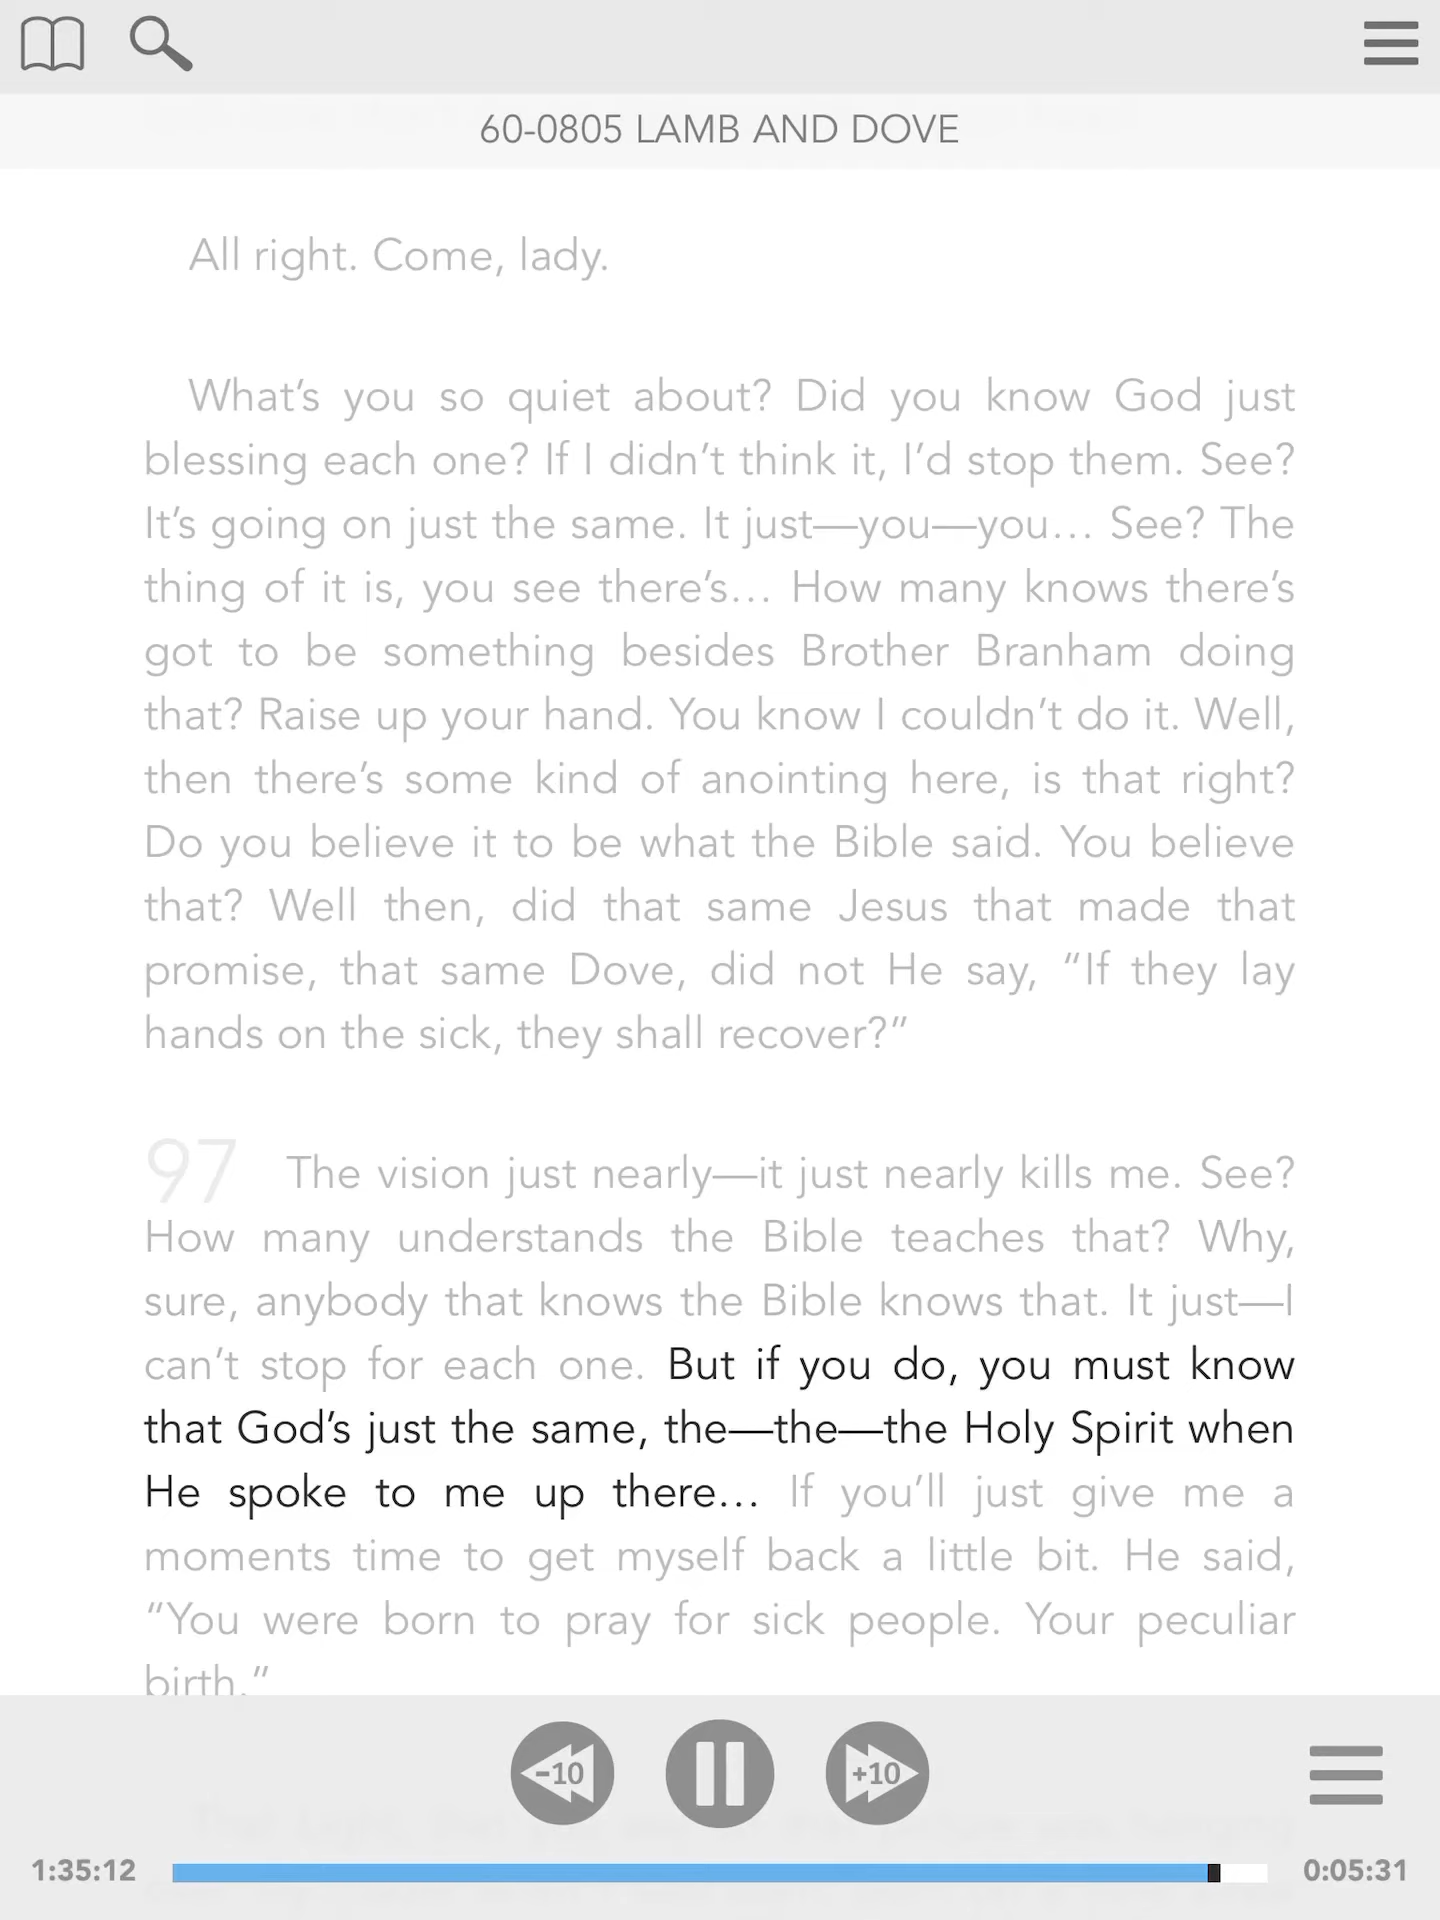 60-0805 LAMB AND DOVE
All right. Come, lady.
What’s you so quiet about? Did you know God just
blessing each one? If I didn’t think it, I’d stop them. See?
It’s going on just the same. It just—you—you… See? The
thing of it is, you see there’s… How many knows there’s
got to be something besides Brother Branham doing
that? Raise up your hand. You know I couldn’t do it. Well,
then there’s some kind of anointing here, is that right?
Do you believe it to be what the Bible said. You believe
that? Well then, did that same Jesus that made that
promise, that same Dove, did not He say, “If they lay
hands on the sick, they shall recover?”
97 The vision just nearly—it just nearly kills me. See?
How many understands the Bible teaches that? Why,
sure, anybody that knows the Bible knows that. It just—I
can’t stop for each one. But if you do, you must know
that God’s just the same, the—the—the Holy Spirit when
He spoke to me up there… If you’ll just give me a
moments time to get myself back a little bit. He said,
“You were born to pray for sick people. Your peculiar
birth.”
-10 +10
1:35:12 0:05:31